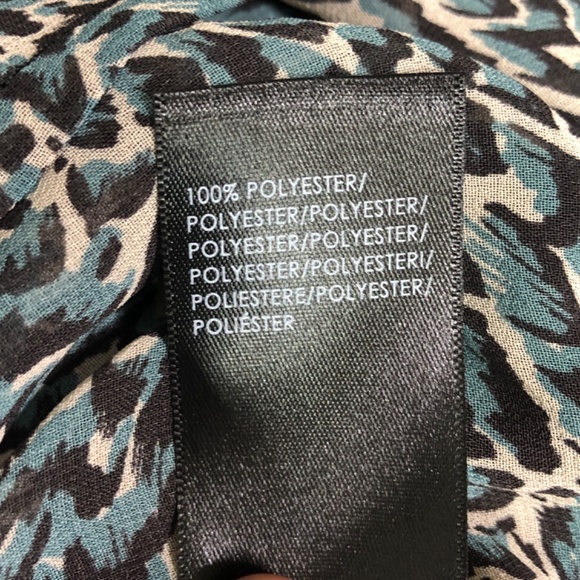 100% POLYESTER/
POLYESTER/POLYESTER/
POLYESTER/POLYESTER/
POLYESTER/POLYESTERI/
POLIESTERE/POLYESTER/
POLIÉSTER